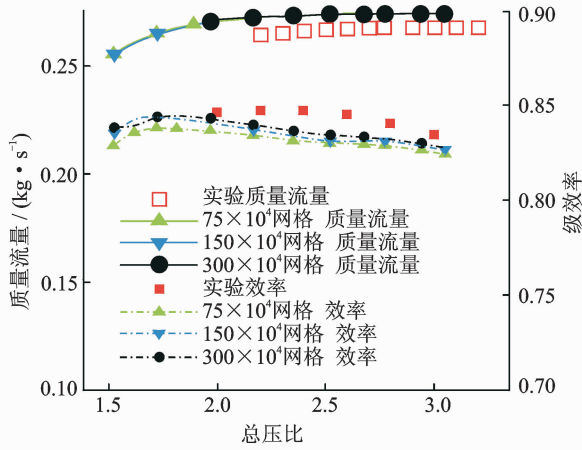 0.25
0.20
0.15
0.10
质量流量 / (kg·s⁻¹)
0.90
0.85
0.80
0.75
0.70
级效率
实验质量流量
75×10⁴网格 质量流量
150×10⁴网格 质量流量
300×10⁴网格 质量流量
实验效率
75×10⁴网格 效率
150×10⁴网格 效率
300×10⁴网格 效率
1.5 2.0 2.5 3.0
总压比